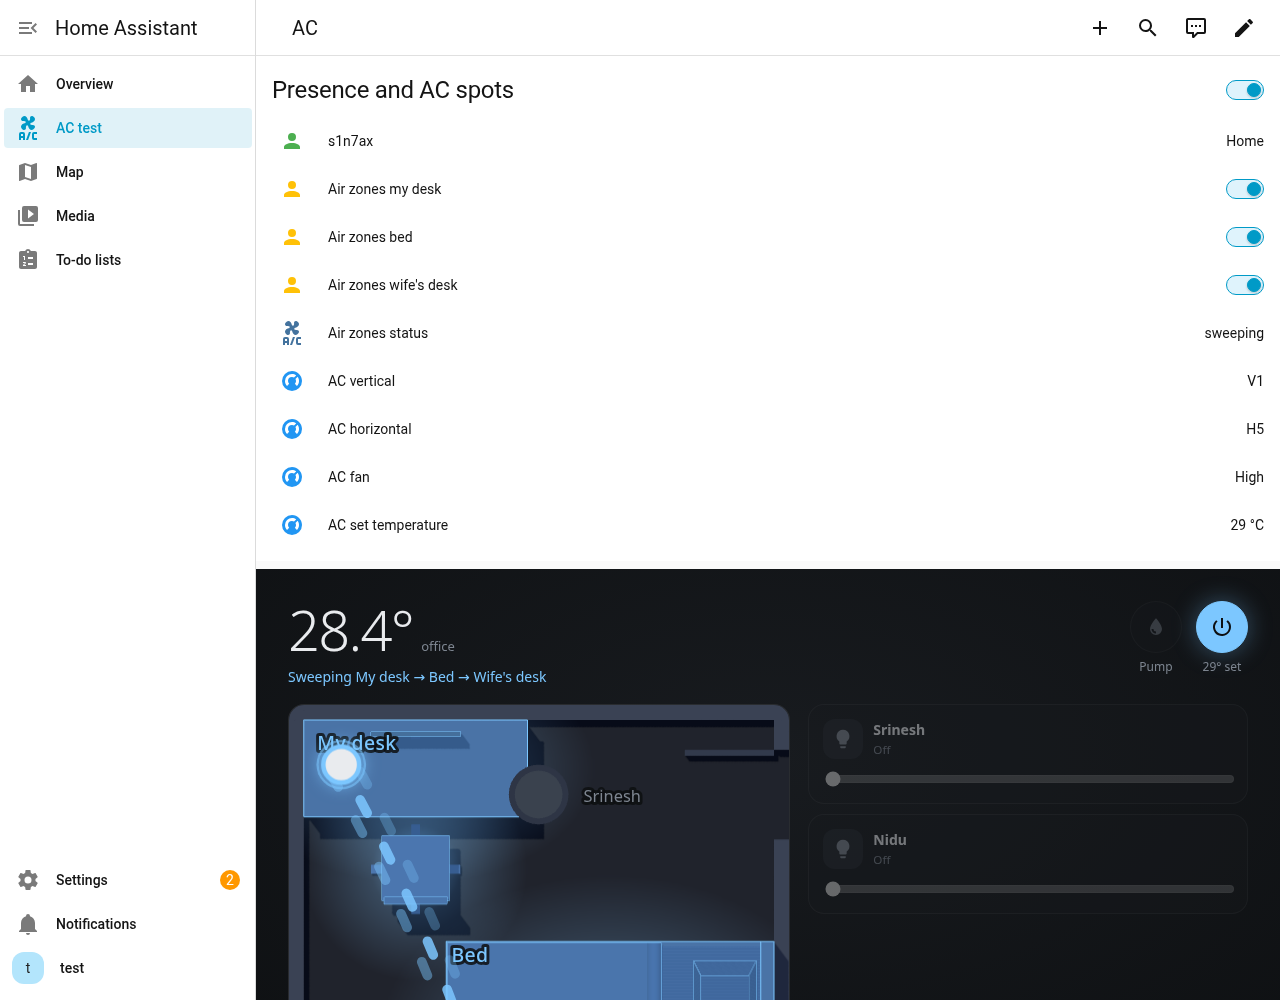 Home Assistant
AC
Overview
AC test
Map
Media
To-do lists
Settings
2
Notifications
t
test
Presence and AC spots
s1n7ax
Home
Air zones my desk
Air zones bed
Air zones wife's desk
A/C
Air zones status
sweeping
AC vertical
V1
AC horizontal
H5
AC fan
High
AC set temperature
29 °C
28.4° office
Sweeping My desk → Bed → Wife's desk
Pump
29° set
My desk
Srinesh
Bed
Srinesh
Off
Nidu
Off